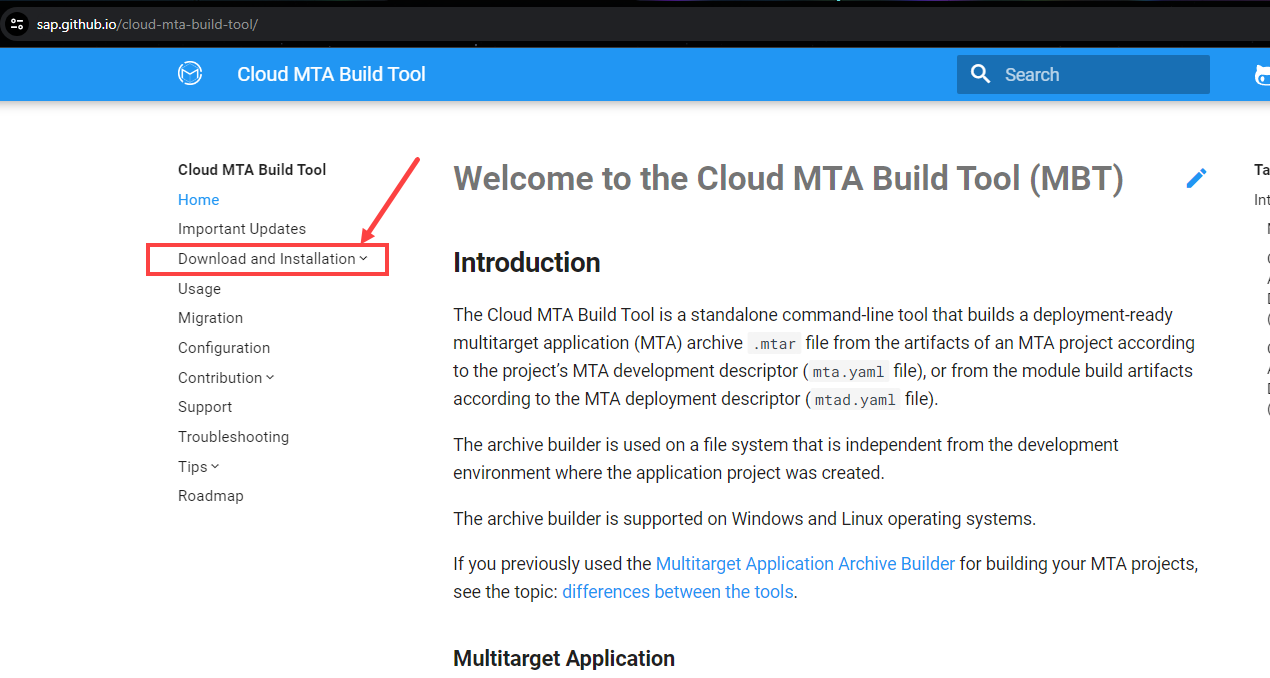 sap.github.io/cloud-mta-build-tool/
Cloud MTA Build Tool
Search
Cloud MTA Build Tool
Home
Important Updates
Download and Installation
Usage
Migration
Configuration
Contribution
Support
Troubleshooting
Tips
Roadmap
Welcome to the Cloud MTA Build Tool (MBT)
Introduction
The Cloud MTA Build Tool is a standalone command-line tool that builds a deployment-ready
multitarget application (MTA) archive .mtar file from the artifacts of an MTA project according
to the project’s MTA development descriptor ( mta.yaml file), or from the module build artifacts
according to the MTA deployment descriptor ( mtad.yaml file).
The archive builder is used on a file system that is independent from the development
environment where the application project was created.
The archive builder is supported on Windows and Linux operating systems.
If you previously used the Multitarget Application Archive Builder for building your MTA projects,
see the topic: differences between the tools.
Multitarget Application
Ta
Int